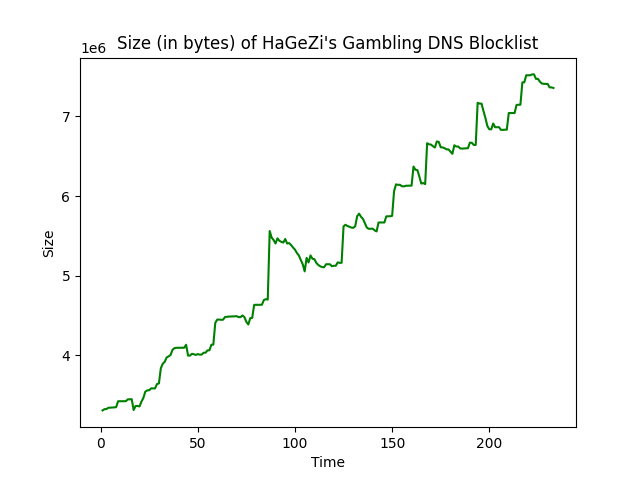 1e6
Size (in bytes) of HaGeZi's Gambling DNS Blocklist
7
6
5
4
Size
0 50 100 150 200
Time